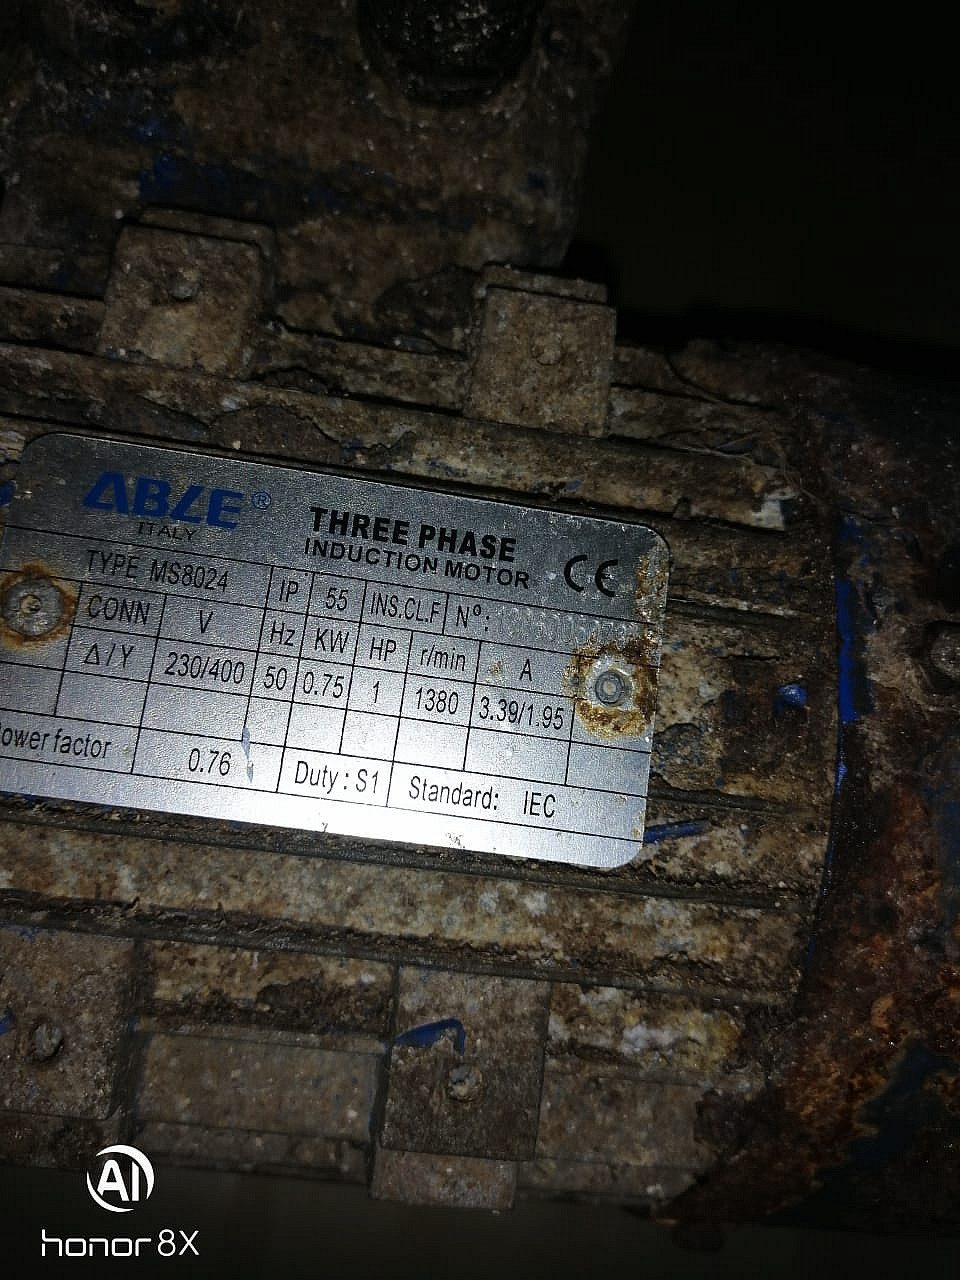 ABLE®
ITALY
THREE PHASE
INDUCTION MOTOR
CE
TYPE MS8024 IP 55 INS.CL.F Nº:
CONN V Hz KW HP r/min A
Δ/Y 230/400 50 0.75 1 1380 3.39/1.95
factor 0.76 Duty: S1 Standard: IEC
AI
honor 8X